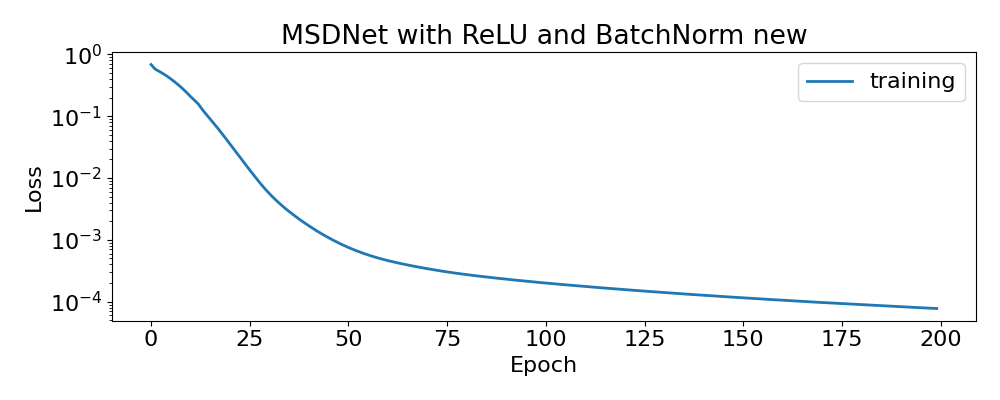 MSDNet with ReLU and BatchNorm new
training
Loss
10^0
10^-1
10^-2
10^-3
10^-4
0 25 50 75 100 125 150 175 200
Epoch